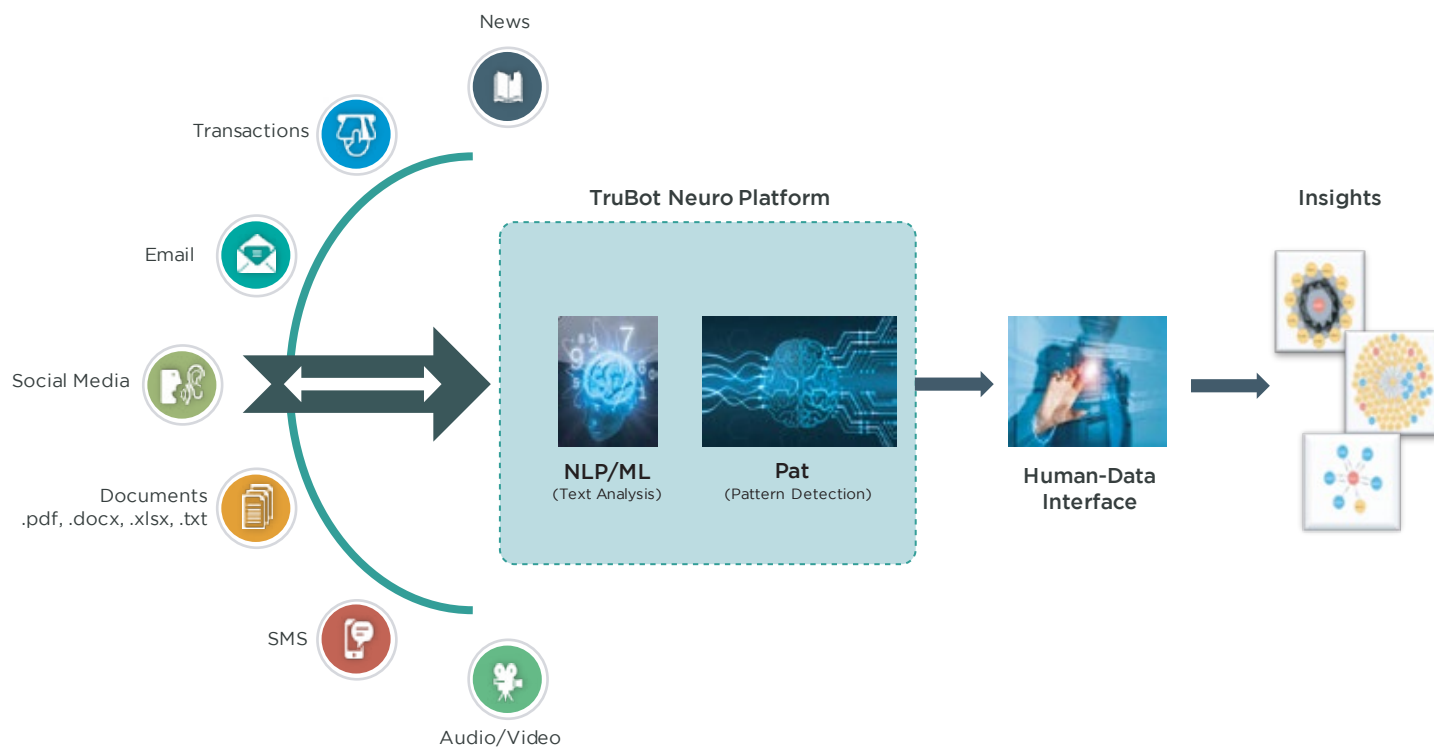 News
Transactions
Email
Social Media
Documents
.pdf, .docx, .xlsx, .txt
SMS
Audio/Video
TruBot Neuro Platform
NLP/ML
(Text Analysis)
Pat
(Pattern Detection)
Human-Data
Interface
Insights